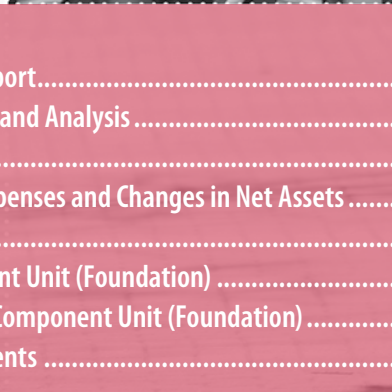 port..................................................
and Analysis ......................................
..........................................................
penses and Changes in Net Assets .......
..........................................................
nt Unit (Foundation) ..........................
Component Unit (Foundation) .............
ents ...................................................